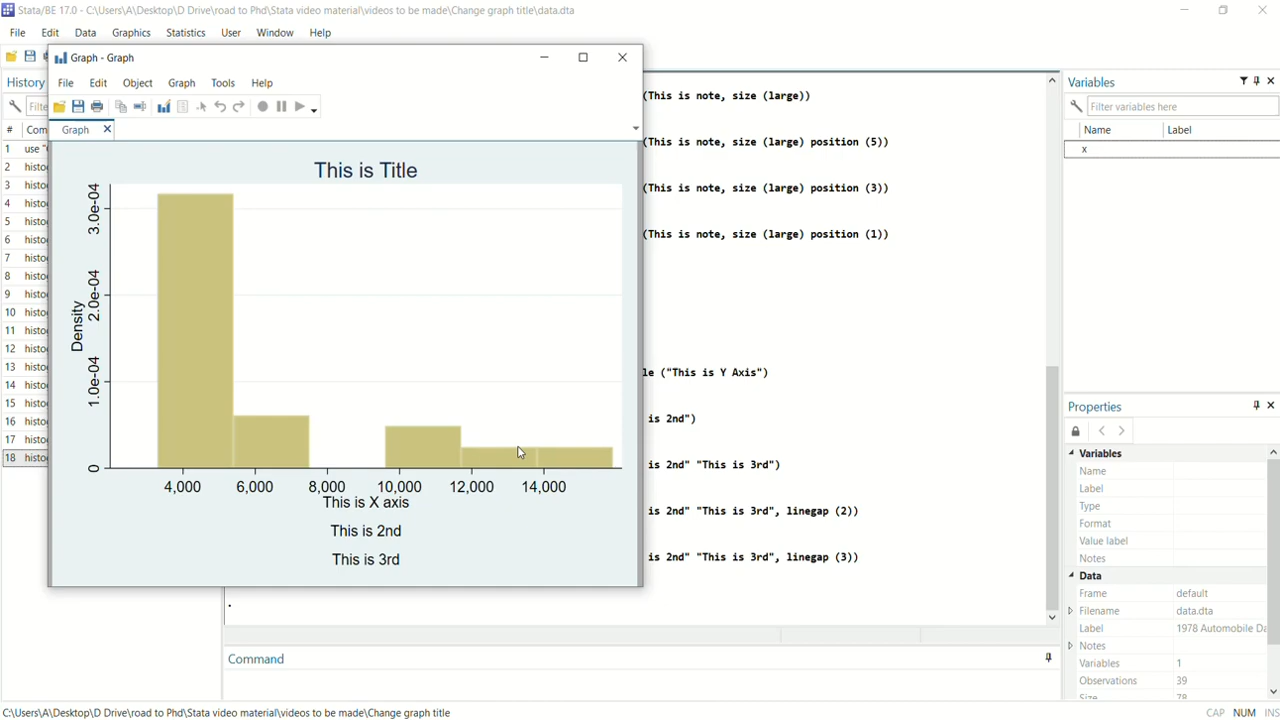 Stata/BE 17.0 - C:\Users\A\Desktop\D Drive\road to Phd\Stata video material\videos to be made\Change graph title\data.dta
File Edit Data Graphics Statistics User Window Help
Graph - Graph
File Edit Object Graph Tools Help
Graph
History
Filte
# Com
1 use "
2 histo
3 histo
4 histo
5 histo
6 histo
7 histo
8 histo
9 histo
10 histo
11 histo
12 histo
13 histo
14 histo
15 histo
16 histo
17 histo
18 histo
This is Title
Density
0
1.0e-04
2.0e-04
3.0e-04
4,000 6,000 8,000 10,000 12,000 14,000
This is X axis
This is 2nd
This is 3rd
(This is note, size (large))
(This is note, size (large) position (5))
(This is note, size (large) position (3))
(This is note, size (large) position (1))
le ("This is Y Axis")
is 2nd")
is 2nd" "This is 3rd")
is 2nd" "This is 3rd", linegap (2))
is 2nd" "This is 3rd", linegap (3))
.
Command
Variables
Filter variables here
Name Label
x
Properties
Variables
Name
Label
Type
Format
Value label
Notes
Data
Frame default
Filename data.dta
Label 1978 Automobile Da
Notes
Variables 1
Observations 39
Size 78
C:\Users\A\Desktop\D Drive\road to Phd\Stata video material\videos to be made\Change graph title
CAP NUM INS